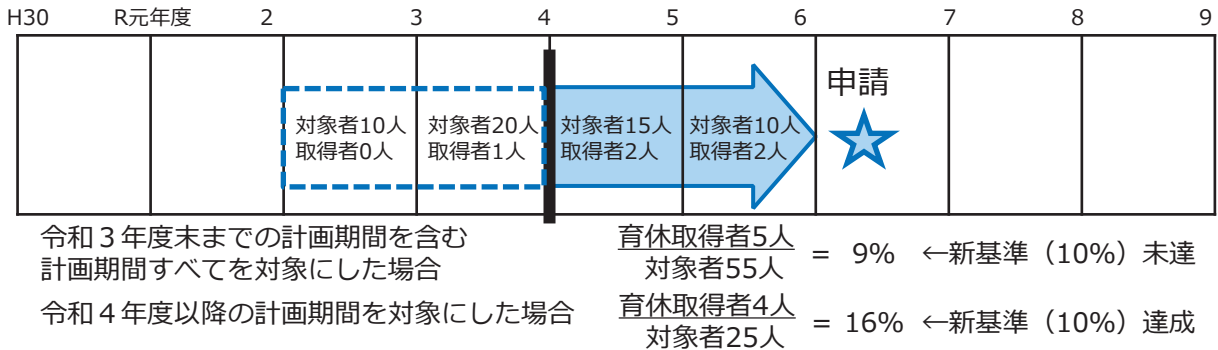 H30 R元年度 2 3 4 5 6 7 8 9
申請
対象者10人 対象者20人 対象者15人 対象者10人
取得者0人 取得者1人 取得者2人 取得者2人
令和３年度末までの計画期間を含む
計画期間すべてを対象にした場合
育休取得者5人
対象者55人
= 9% ←新基準（10%）未達
令和４年度以降の計画期間を対象にした場合
育休取得者4人
対象者25人
= 16% ←新基準（10%）達成